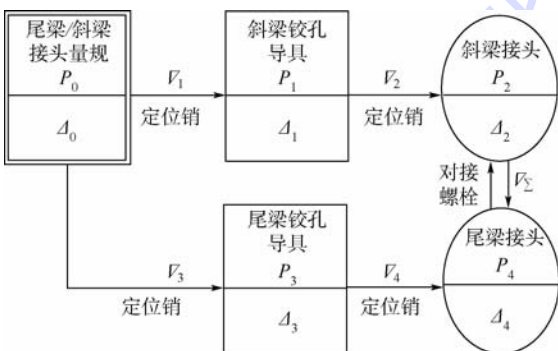 尾梁/斜梁
接头量规
P₀
Δ₀
∇₁
定位销
斜梁铰孔
导具
P₁
Δ₁
∇₂
定位销
斜梁接头
P₂
Δ₂
对接
螺栓
∇Σ
∇₃
定位销
尾梁铰孔
导具
P₃
Δ₃
∇₄
定位销
尾梁接头
P₄
Δ₄